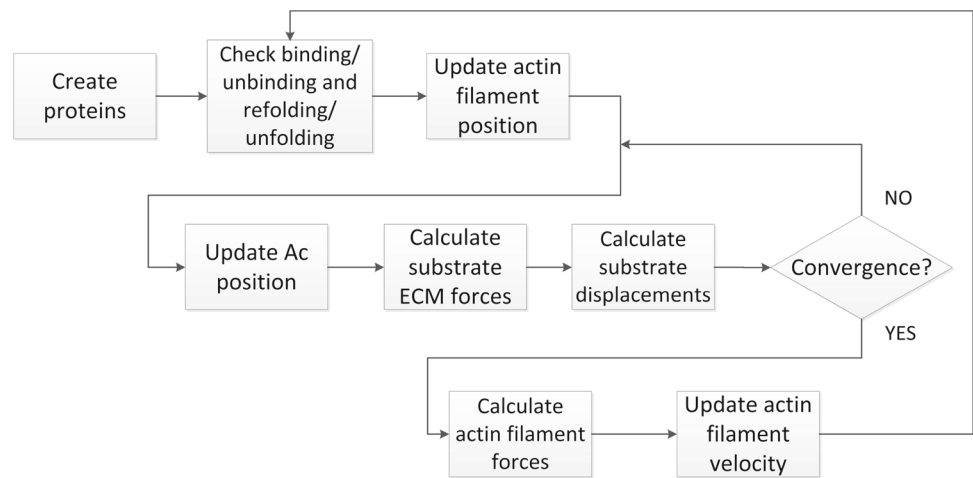 Create
proteins
Check binding/
unbinding and
refolding/
unfolding
Update actin
filament
position
Update Ac
position
Calculate
substrate
ECM forces
Calculate
substrate
displacements
Convergence?
NO
YES
Calculate
actin filament
forces
Update actin
filament
velocity